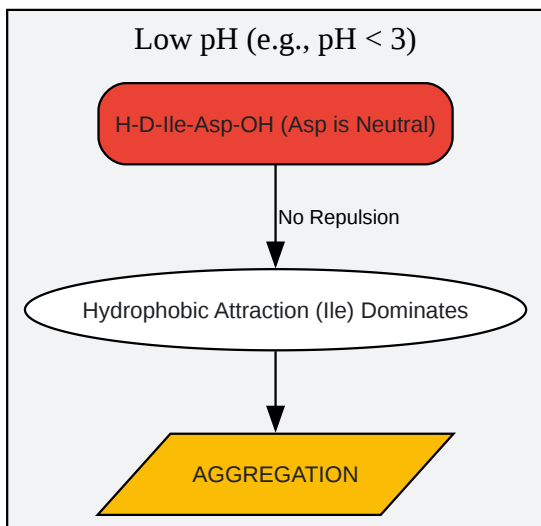 Low pH (e.g., pH < 3)
H-D-Ile-Asp-OH (Asp is Neutral)
No Repulsion
Hydrophobic Attraction (Ile) Dominates
AGGREGATION